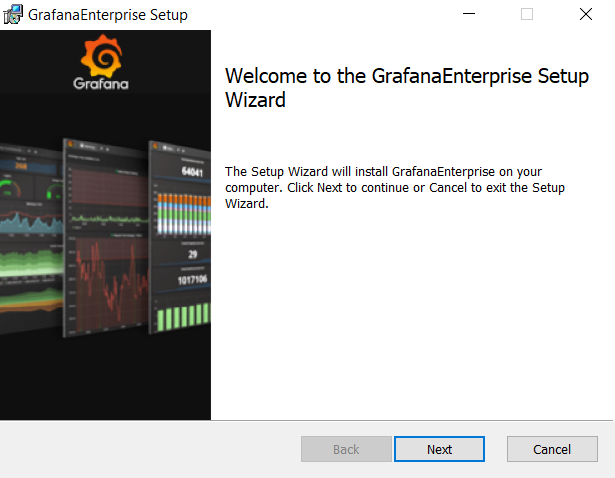 GrafanaEnterprise Setup
Grafana
268
64041
29
1017106
Welcome to the GrafanaEnterprise Setup
Wizard
The Setup Wizard will install GrafanaEnterprise on your
computer. Click Next to continue or Cancel to exit the Setup
Wizard.
Back
Next
Cancel